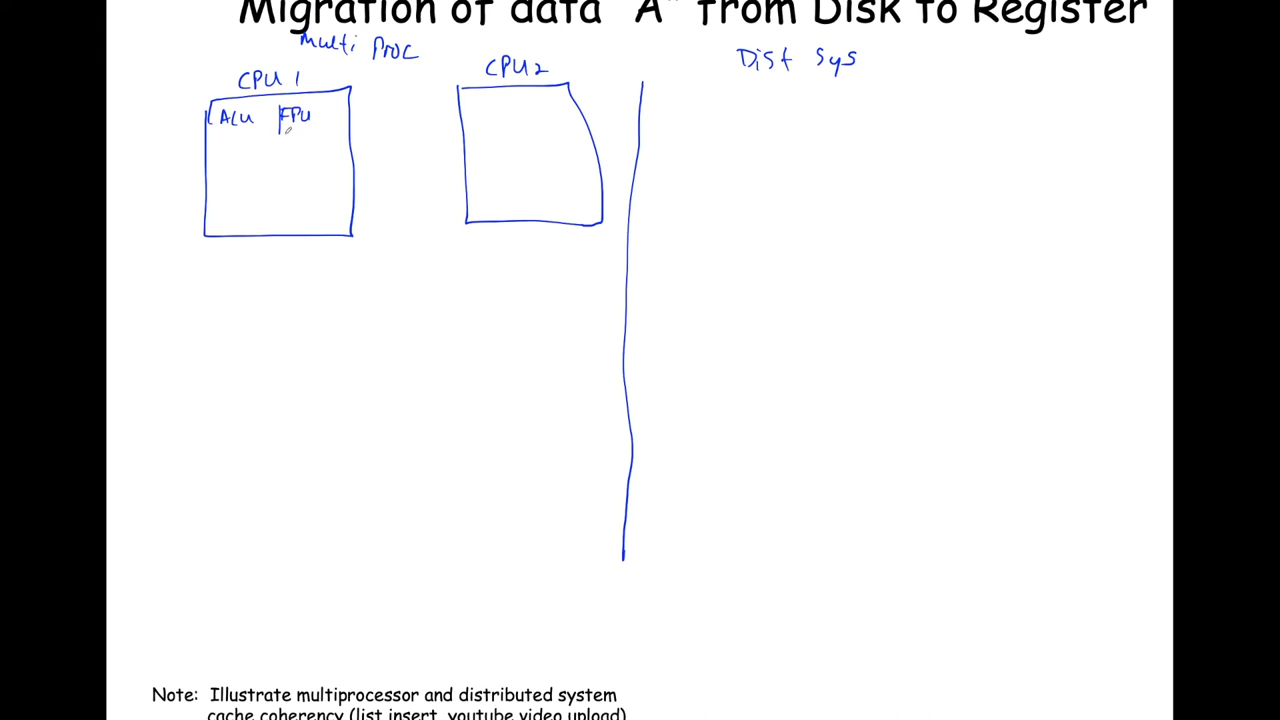 Migration of data "A" from Disk to Register
Multi Proc
Dist Sys
CPU 1
CPU 2
ALU FPU
Note: Illustrate multiprocessor and distributed system
cache coherency (list insert, youtube video upload)